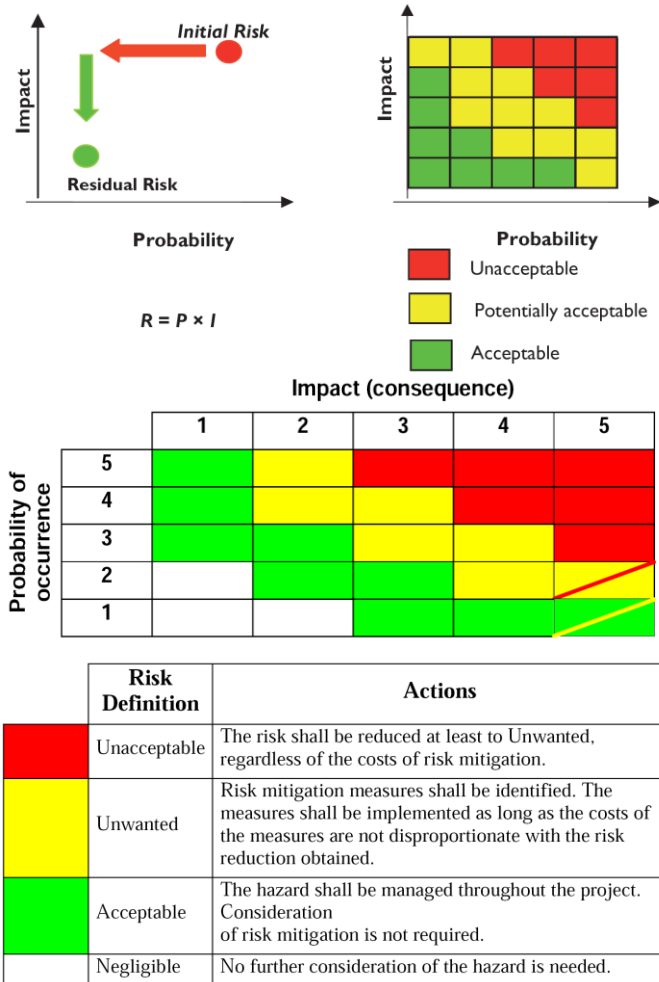 Initial Risk
Impact
Residual Risk
Probability
R = P × I
Impact
Probability
Unacceptable
Potentially acceptable
Acceptable
Impact (consequence)
1 2 3 4 5
Probability of
occurrence
5
4
3
2
1
Risk
Definition
Actions
Unacceptable
The risk shall be reduced at least to Unwanted,
regardless of the costs of risk mitigation.
Unwanted
Risk mitigation measures shall be identified. The
measures shall be implemented as long as the costs of
the measures are not disproportionate with the risk
reduction obtained.
Acceptable
The hazard shall be managed throughout the project.
Consideration
of risk mitigation is not required.
Negligible
No further consideration of the hazard is needed.